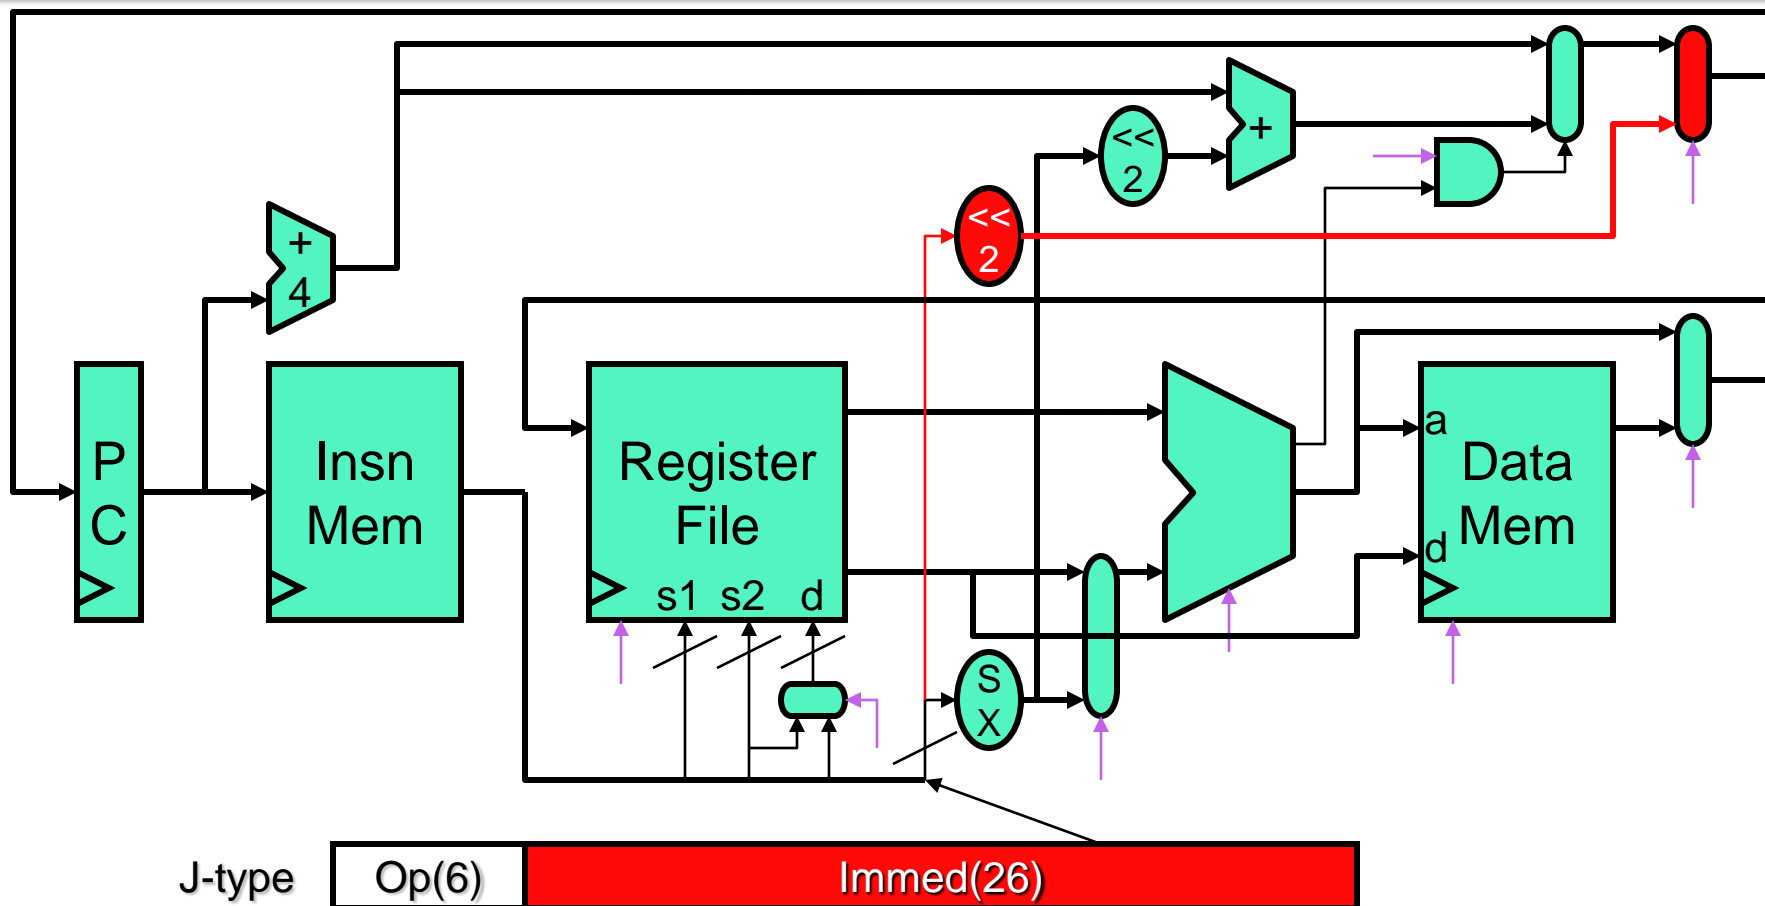 <<
2
+
<<
2
+
4
P
C
Insn
Mem
Register
File
s1 s2 d
a
Data
Mem
d
S
X
J-type Op(6) Immed(26)